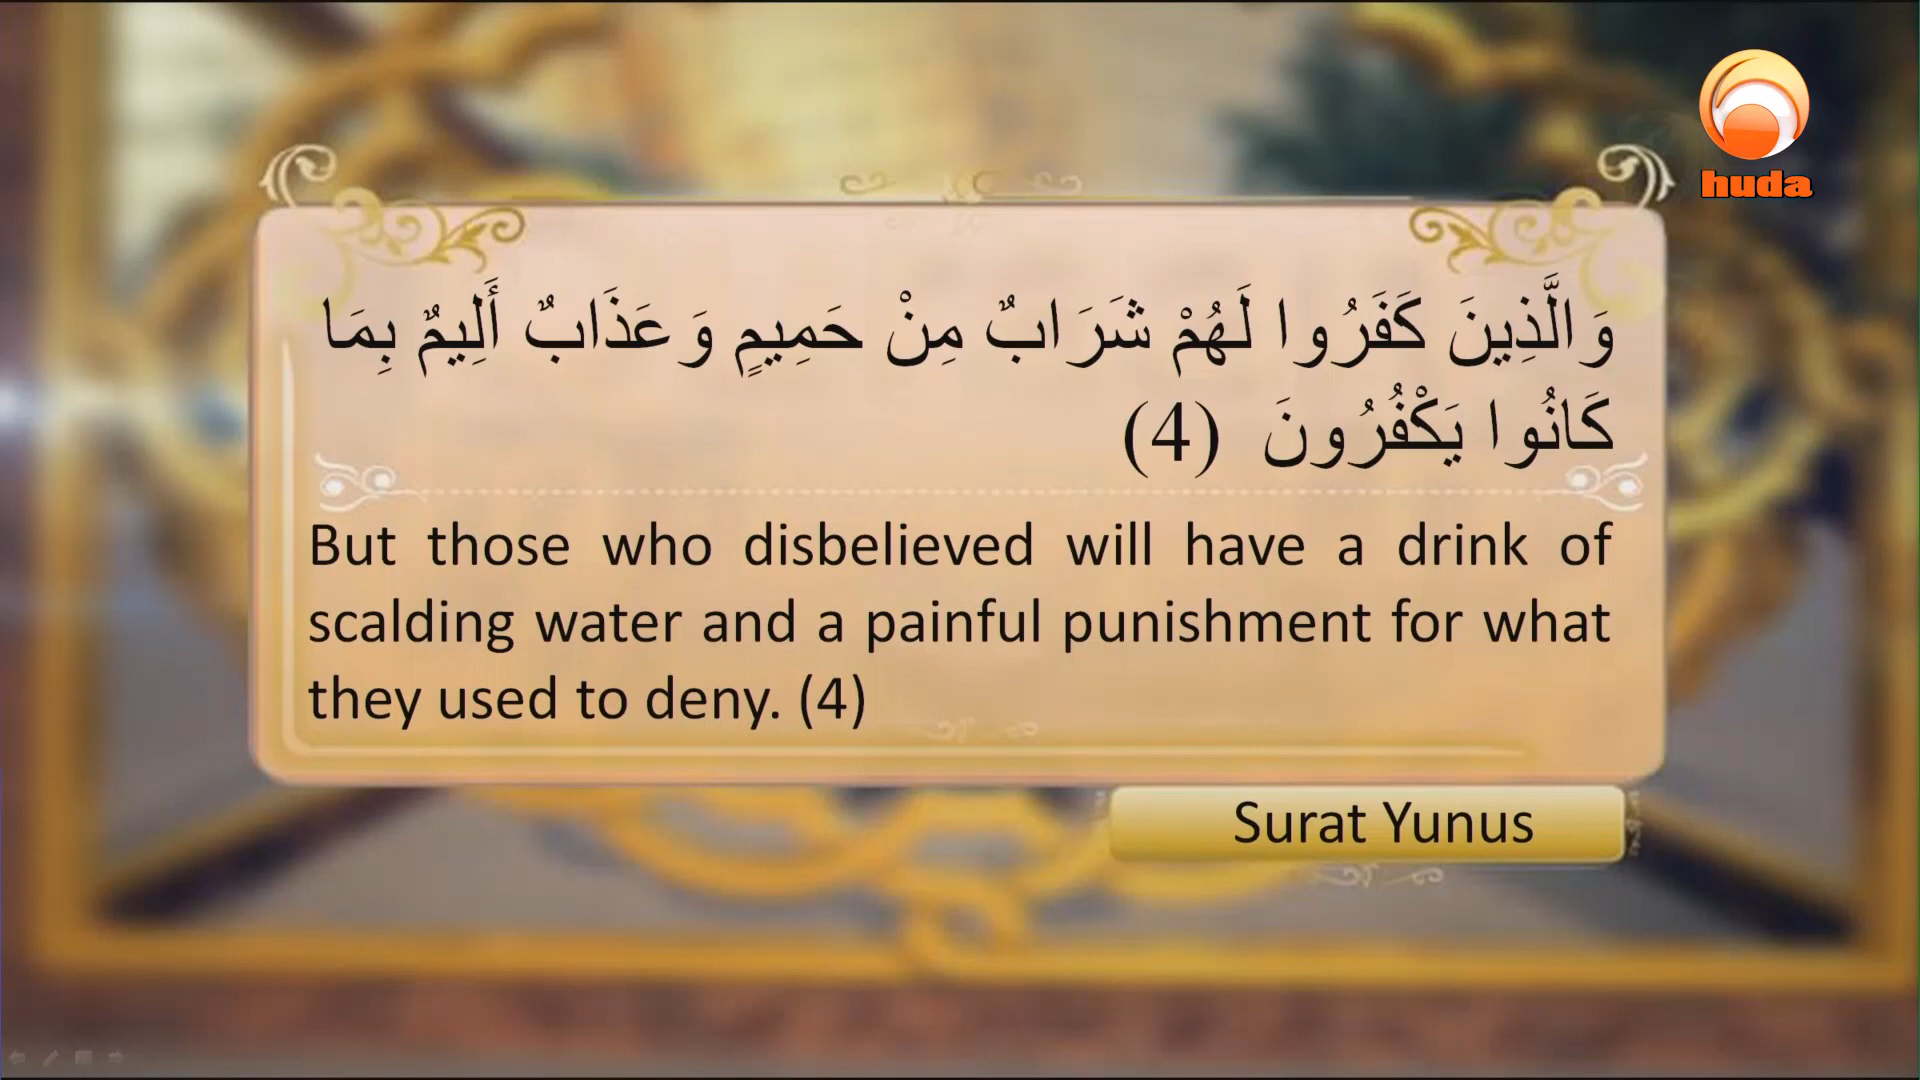 huda
وَالَّذِينَ كَفَرُوا لَهُمْ شَرَابٌ مِنْ حَمِيمٍ وَعَذَابٌ أَلِيمٌ بِمَا
كَانُوا يَكْفُرُونَ (4)
But those who disbelieved will have a drink of
scalding water and a painful punishment for what
they used to deny. (4)
Surat Yunus